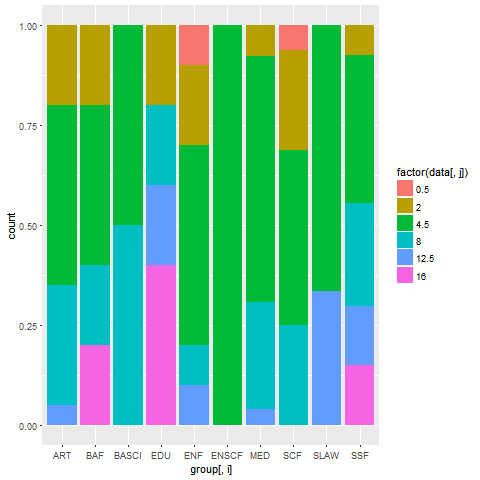 1.00
0.75
0.50
0.25
0.00
count
ART BAF BASCI EDU ENF ENSCF MED SCF SLAW SSF
group[, i]
factor(data[, j])
0.5
2
4.5
8
12.5
16